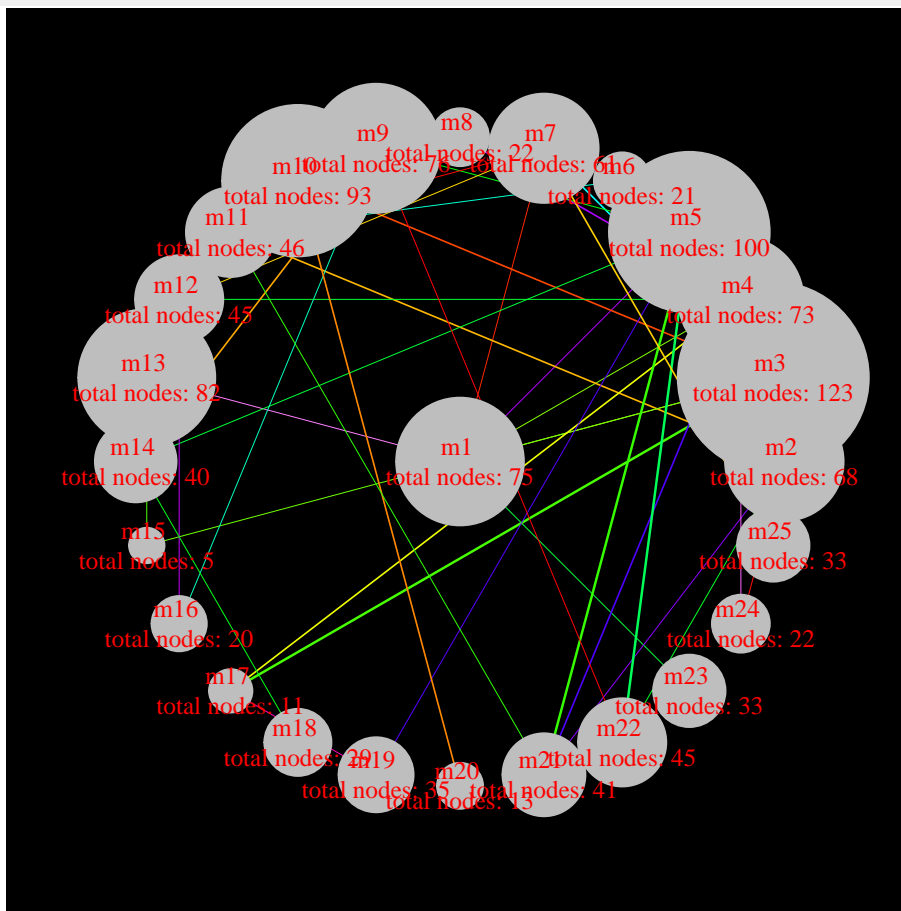 m1
total nodes: 75
m2
total nodes: 68
m3
total nodes: 123
m4
total nodes: 73
m5
total nodes: 100
m6
total nodes: 21
m7
total nodes: 61
m8
total nodes: 22
m9
total nodes: 76
m10
total nodes: 93
m11
total nodes: 46
m12
total nodes: 45
m13
total nodes: 82
m14
total nodes: 40
m15
total nodes: 5
m16
total nodes: 20
m17
total nodes: 11
m18
total nodes: 29
m19
total nodes: 35
m20
total nodes: 13
m21
total nodes: 41
m22
total nodes: 45
m23
total nodes: 33
m24
total nodes: 22
m25
total nodes: 33